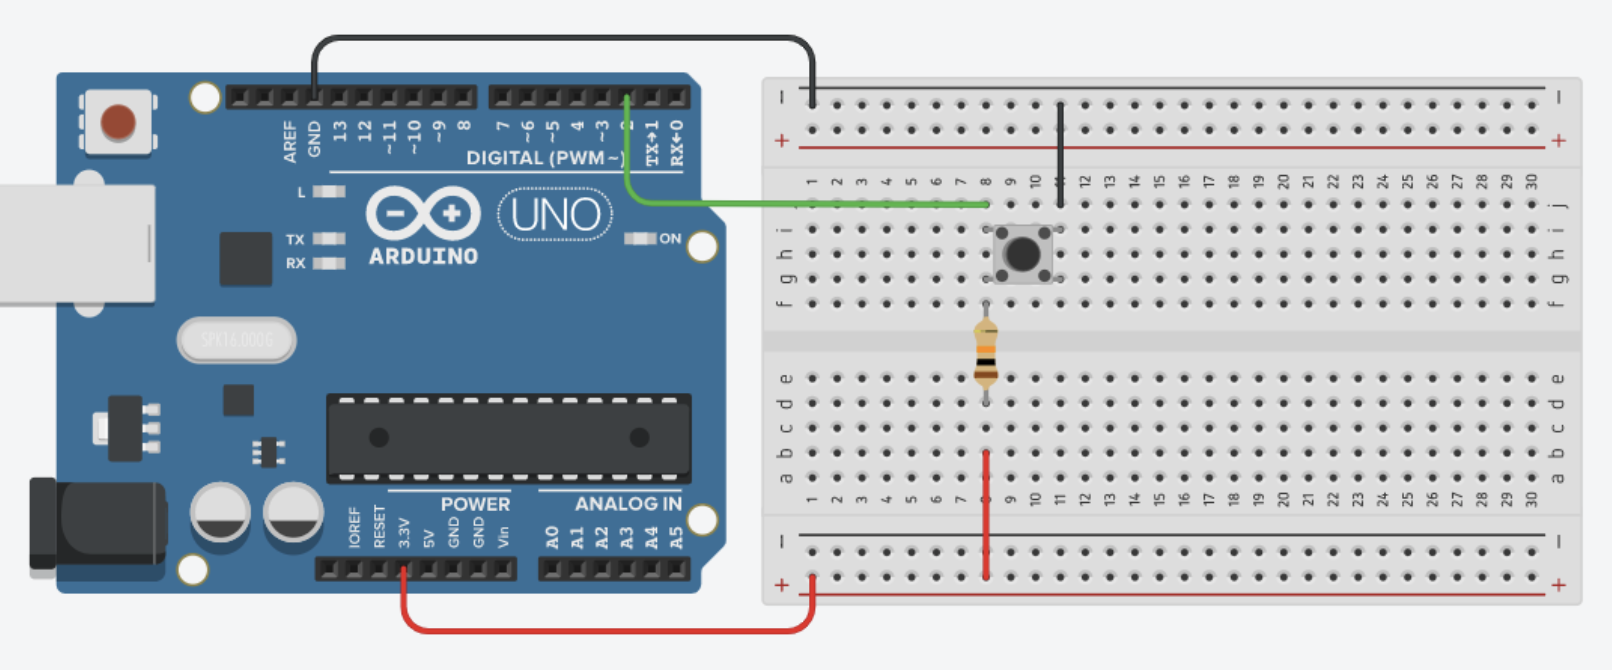 AREF GND 13 12 ~11 ~10 ~9 8 7 ~6 ~5 4 ~3 2 TX→1 RX←0
DIGITAL (PWM~)
L
TX
RX
UNO
ARDUINO
ON
SPK16.000G
POWER
ANALOG IN
IOREF RESET 3.3V 5V GND GND Vin A0 A1 A2 A3 A4 A5
− −
+ +
1 2 3 4 5 6 7 8 9 10 11 12 13 14 15 16 17 18 19 20 21 22 23 24 25 26 27 28 29 30
j j
i i
h h
g g
f f
e e
d d
c c
b b
a a
1 2 3 4 5 6 7 8 9 10 11 12 13 14 15 16 17 18 19 20 21 22 23 24 25 26 27 28 29 30
− −
+ +